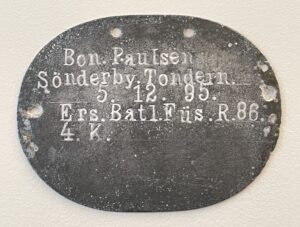 Bon. Paulsen
Sönderby. Tondern.
5. 12. 95.
Ers. Batl. Füs. R. 86.
4. K.